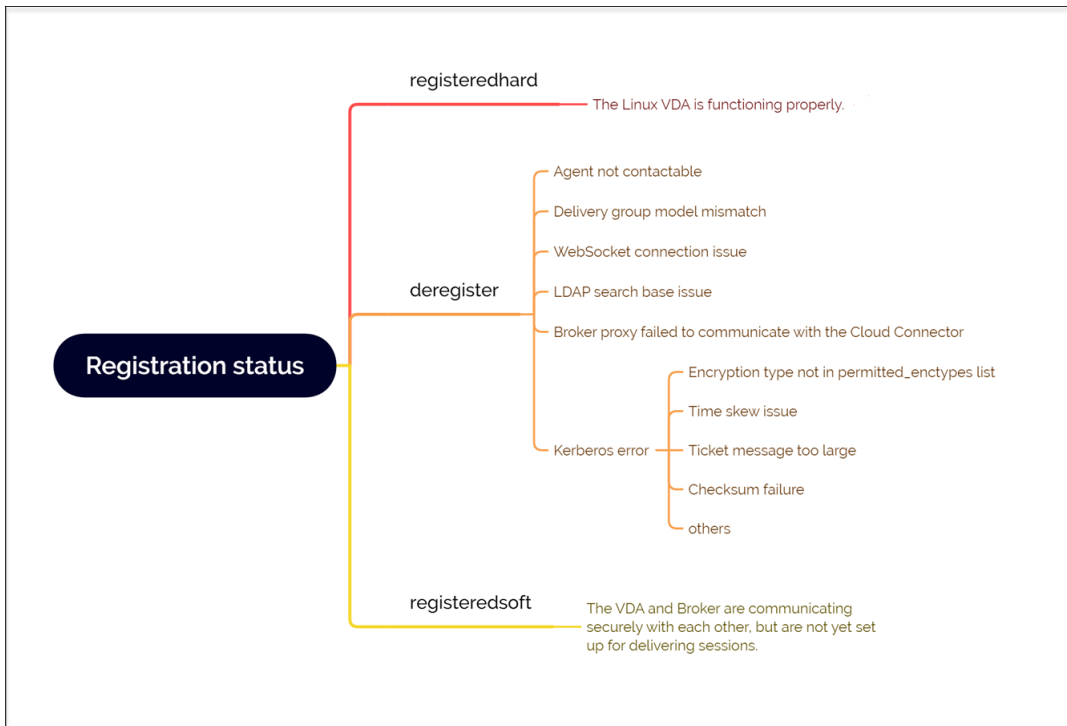 registeredhard
The Linux VDA is functioning properly.
Agent not contactable
Delivery group model mismatch
WebSocket connection issue
deregister
LDAP search base issue
Broker proxy failed to communicate with the Cloud Connector
Registration status
Encryption type not in permitted_enctypes list
Time skew issue
Kerberos error
Ticket message too large
Checksum failure
others
registeredsoft
The VDA and Broker are communicating
securely with each other, but are not yet set
up for delivering sessions.